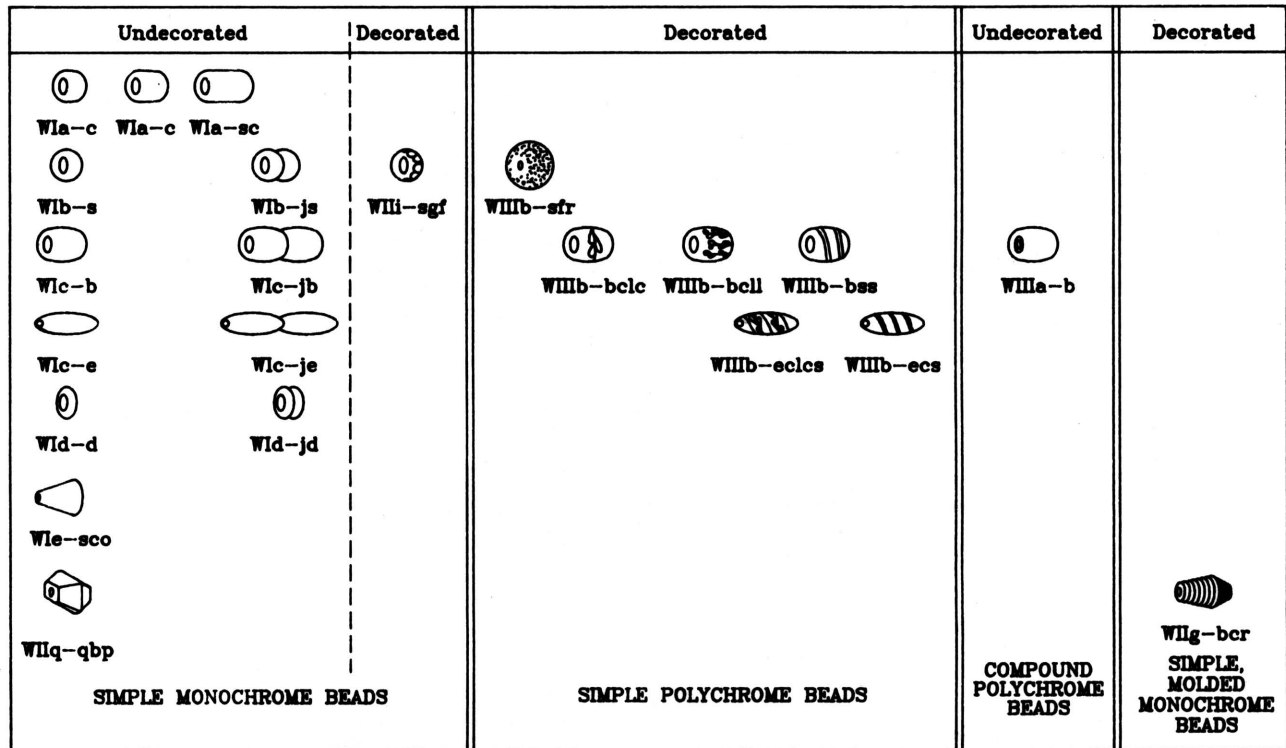 Undecorated Decorated Decorated Undecorated Decorated
WIa-c WIa-c WIa-sc
WIb-s WIb-js WIIi-sgf WIIIb-sfr
WIc-b WIc-jb WIIIb-bclc WIIIb-bcll WIIIb-bss WIIIa-b
WIc-e WIc-je WIIIb-eclcs WIIIb-ecs
WId-d WId-jd
WIe-sco
WIIq-qbp WIIg-bcr
SIMPLE MONOCHROME BEADS
SIMPLE POLYCHROME BEADS
COMPOUND
POLYCHROME
BEADS
SIMPLE,
MOLDED
MONOCHROME
BEADS